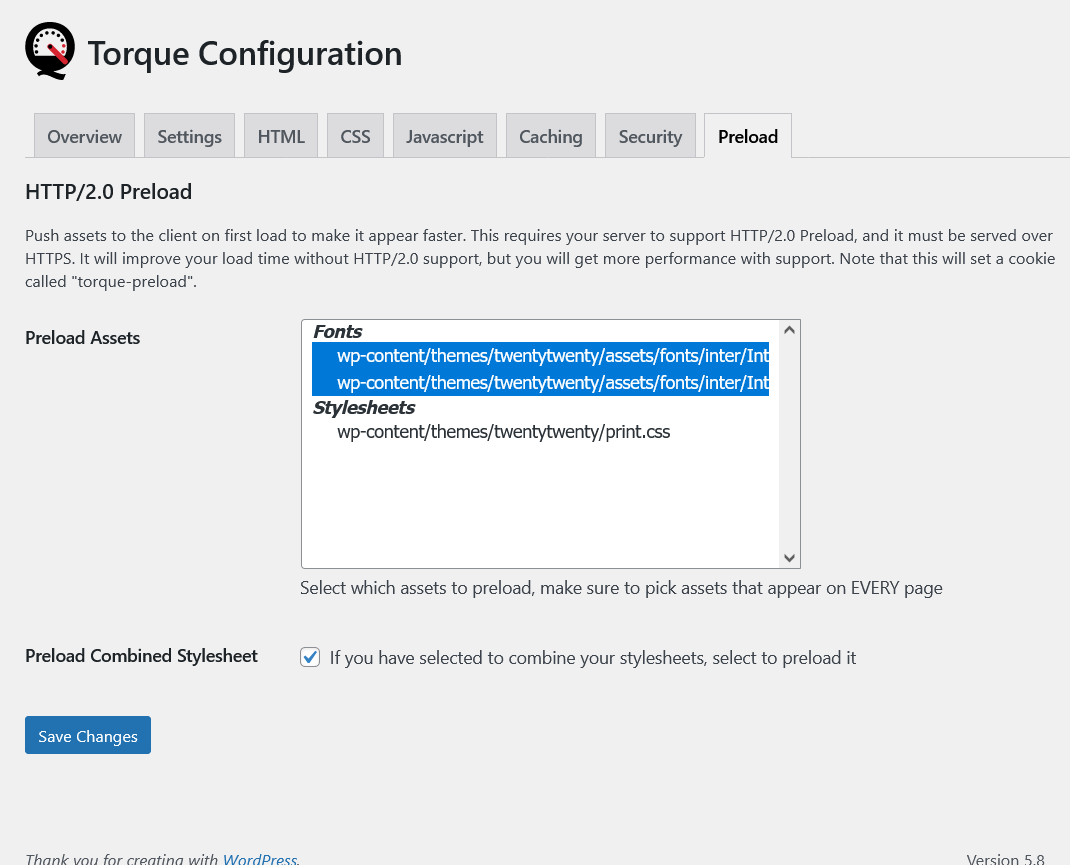 Torque Configuration
Overview Settings HTML CSS Javascript Caching Security Preload
HTTP/2.0 Preload
Push assets to the client on first load to make it appear faster. This requires your server to support HTTP/2.0 Preload, and it must be served over
HTTPS. It will improve your load time without HTTP/2.0 support, but you will get more performance with support. Note that this will set a cookie
called "torque-preload".
Preload Assets
Fonts
wp-content/themes/twentytwenty/assets/fonts/inter/Int
wp-content/themes/twentytwenty/assets/fonts/inter/Int
Stylesheets
wp-content/themes/twentytwenty/print.css
Select which assets to preload, make sure to pick assets that appear on EVERY page
Preload Combined Stylesheet
If you have selected to combine your stylesheets, select to preload it
Save Changes
Thank you for creating with WordPress.
Version 5.8